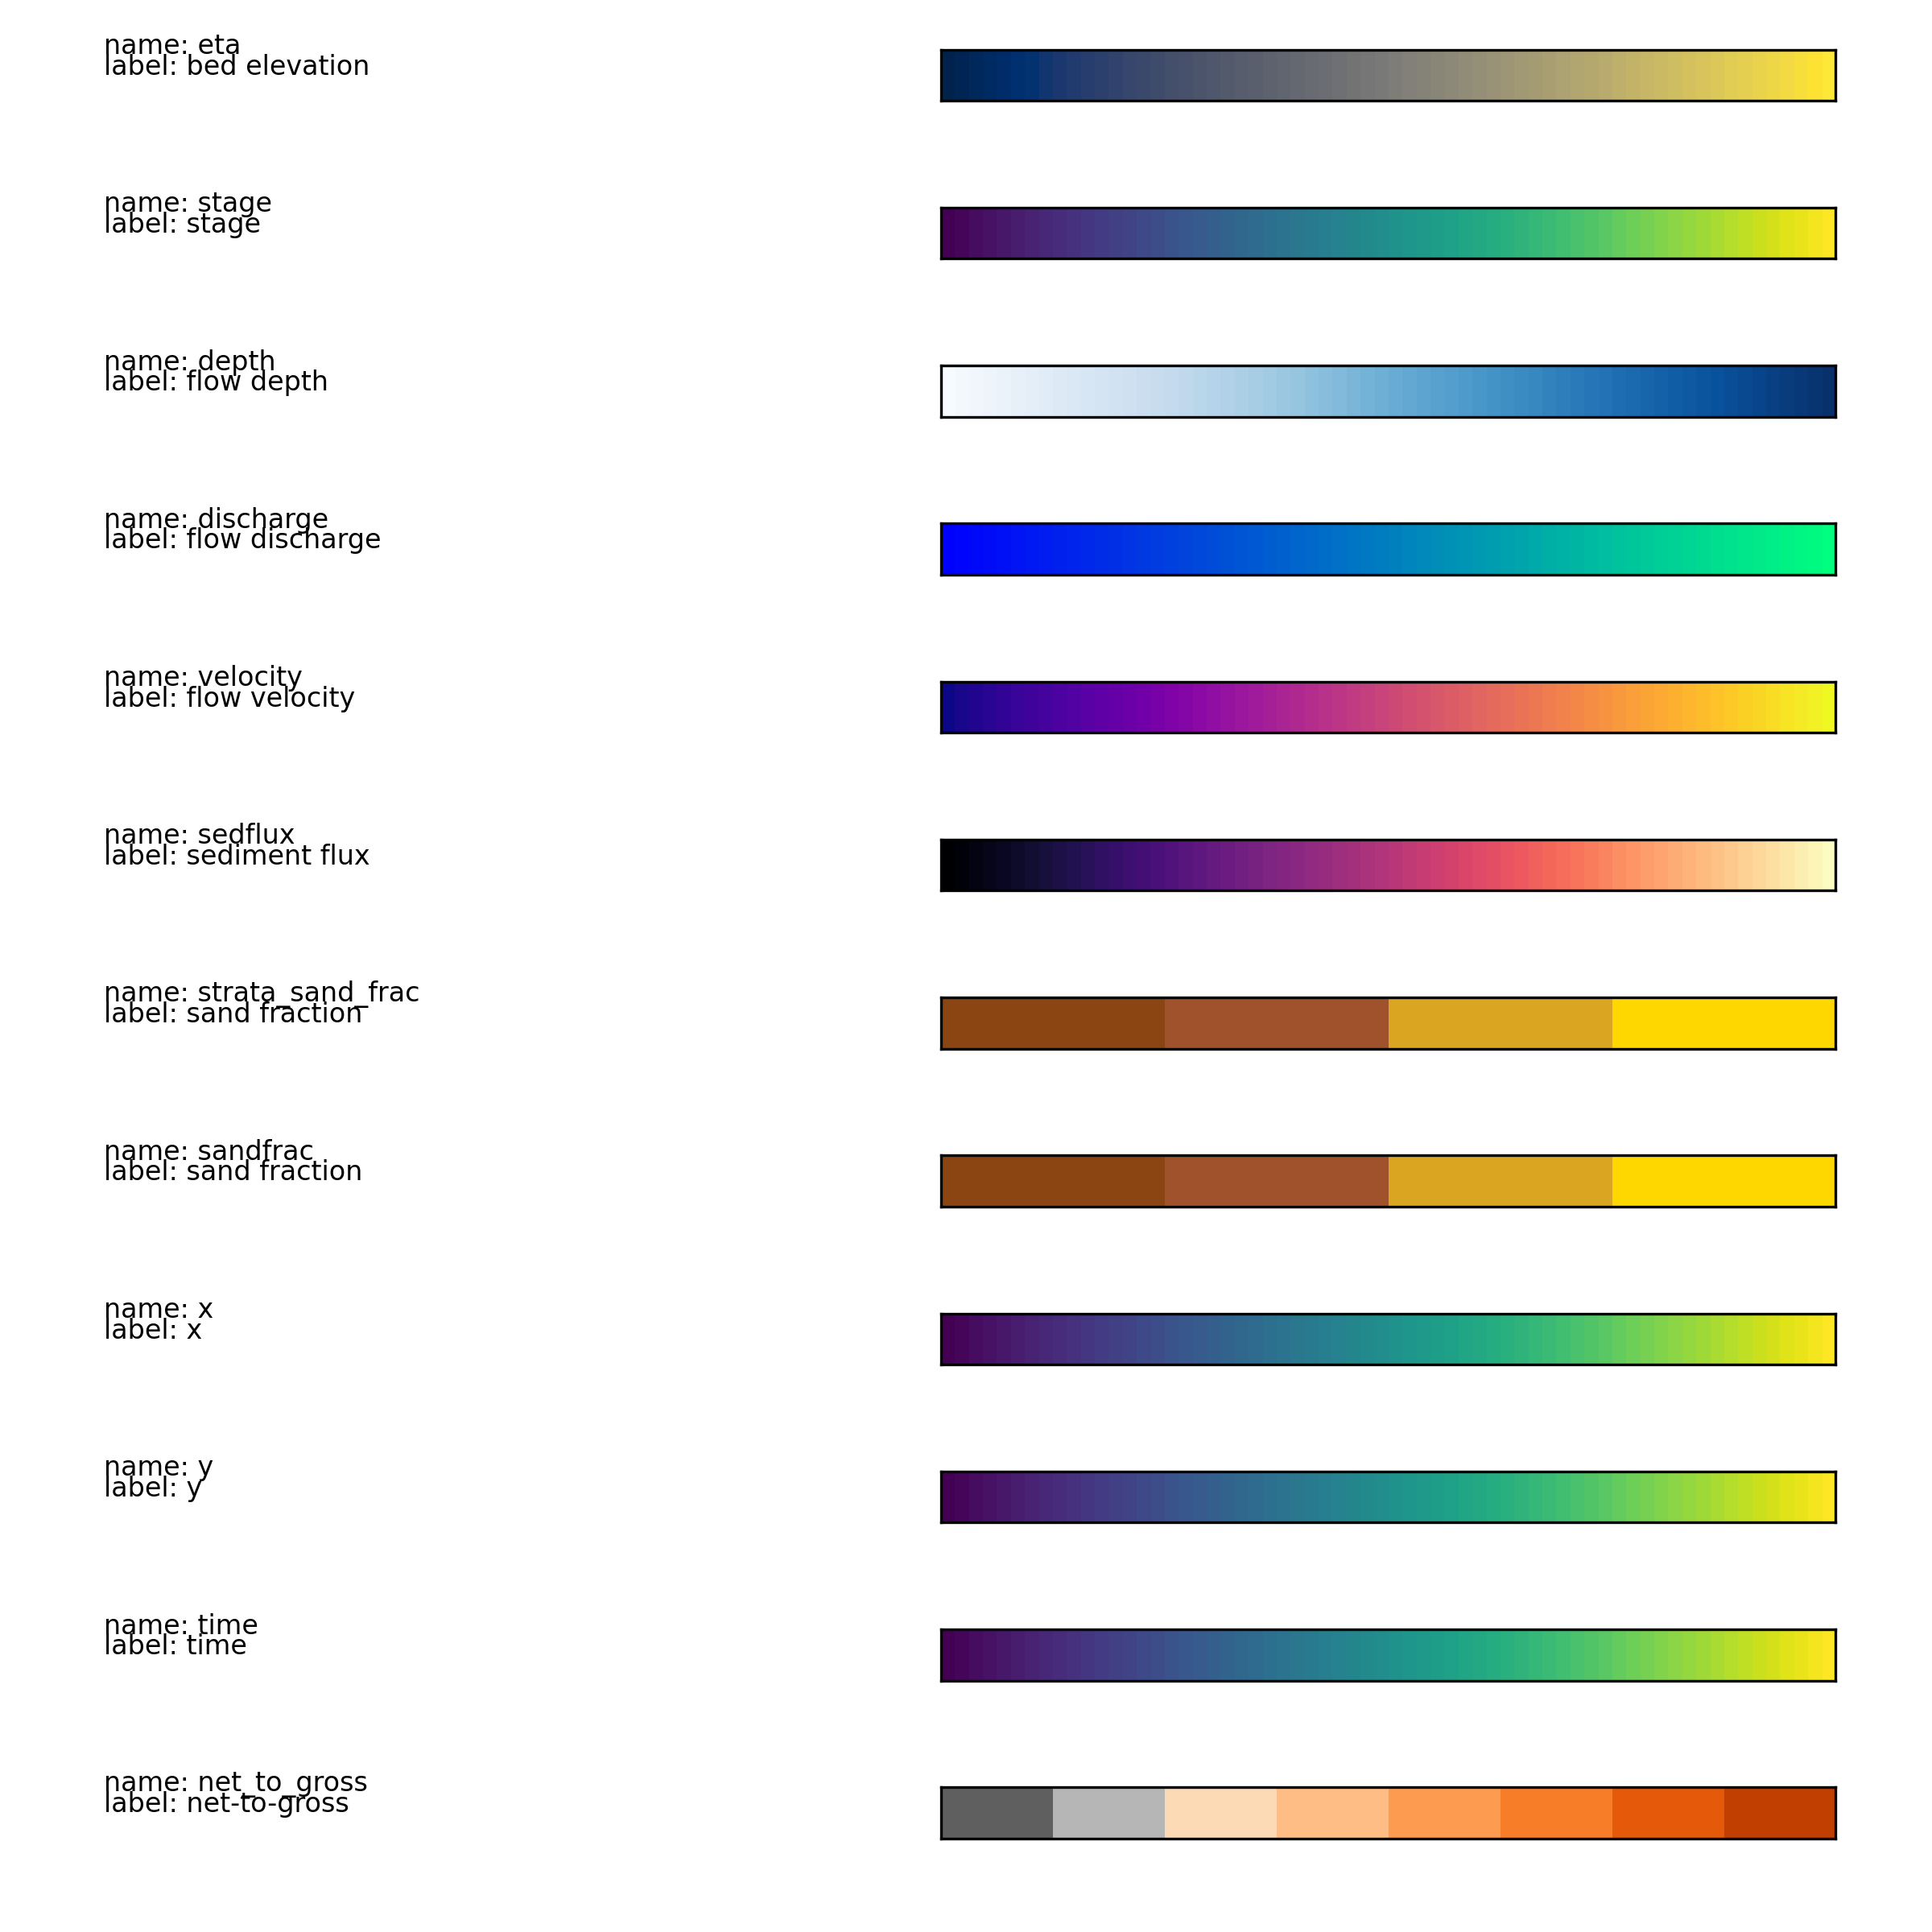 name: eta
label: bed elevation
name: stage
label: stage
name: depth
label: flow depth
name: discharge
label: flow discharge
name: velocity
label: flow velocity
name: sedflux
label: sediment flux
name: strata_sand_frac
label: sand fraction
name: sandfrac
label: sand fraction
name: x
label: x
name: y
label: y
name: time
label: time
name: net_to_gross
label: net-to-gross